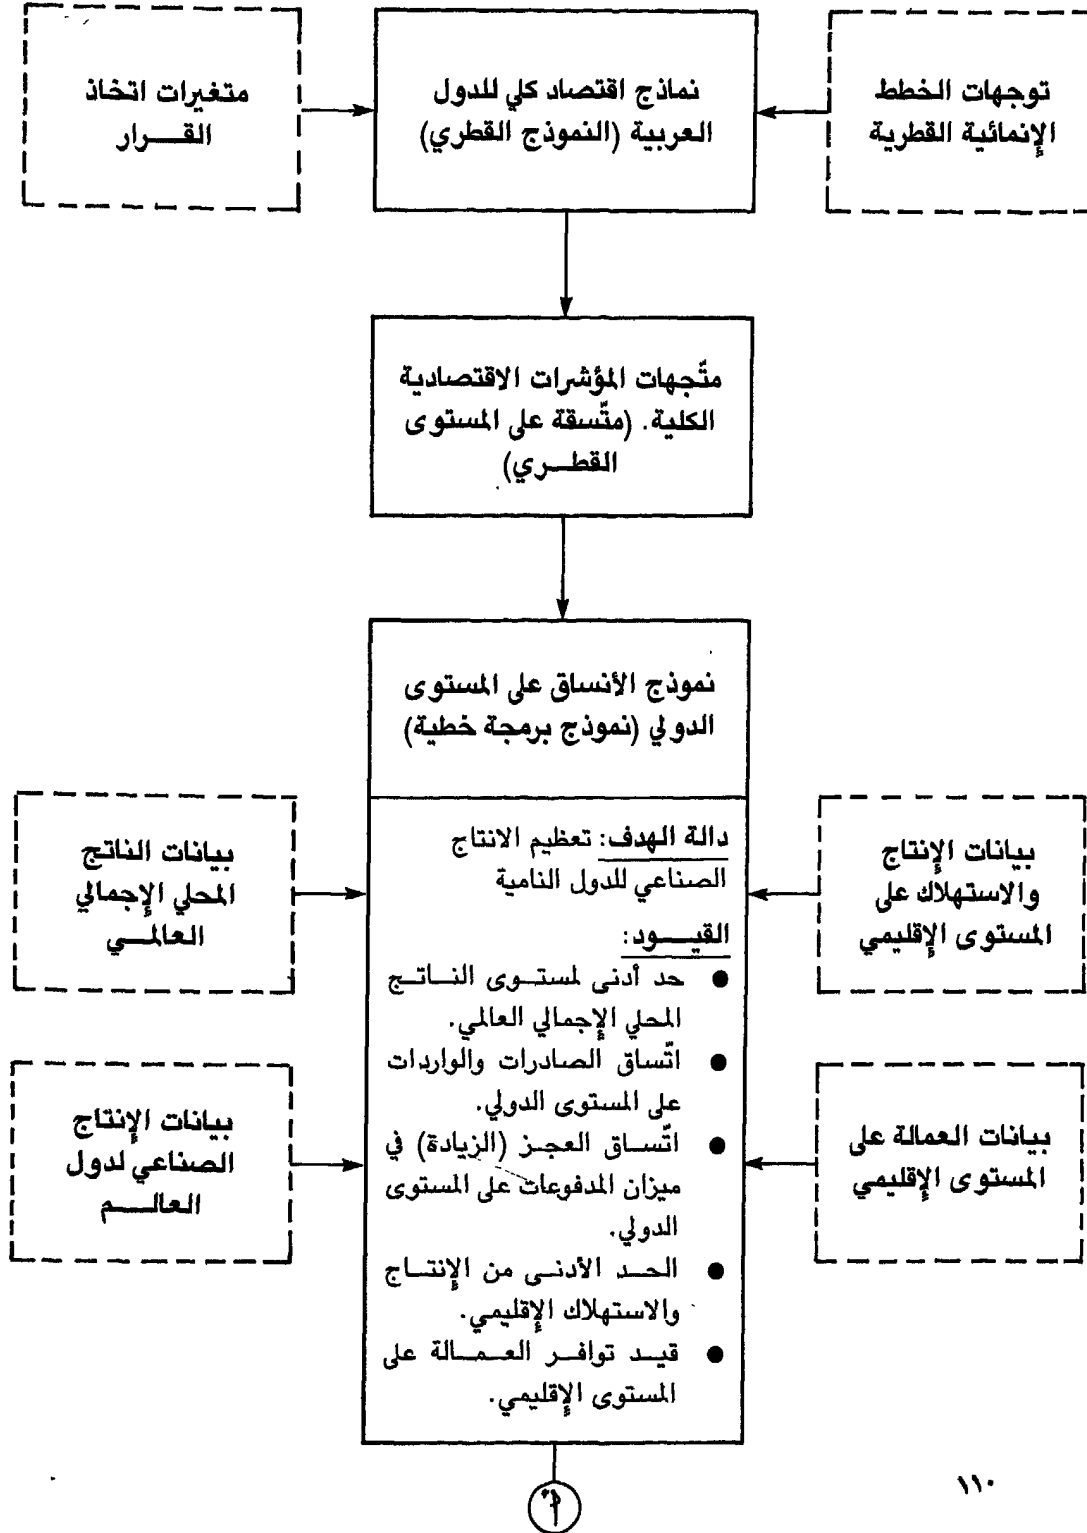 توجهات الخطط
الإنمائية القطرية
نماذج اقتصاد كلي للدول
العربية (النموذج القطري)
متغيرات اتخاذ
القـــرار
متّجهات المؤشرات الاقتصادية
الكلية. (متّسقة على المستوى
القطـــري)
نموذج الأنساق على المستوى
الدولي (نموذج برمجة خطية)
بيانات الإنتاج
والاستهلاك على
المستوى الإقليمي
دالة الهدف: تعظيم الانتاج
الصناعي للدول النامية
القيـــود:
● حد أدنى لمستـوى النـاتـج
المحلي الإجمالي العالمي.
● اتّساق الصادرات والواردات
على المستوى الدولي.
● اتّسـاق العجـز (الزيادة) في
ميزان المدفوعات على المستوى
الدولي.
● الحـد الأدنـى من الإنتـاج
والاستهلاك الإقليمي.
● قيـد توافـر العمـالة على
المستوى الإقليمي.
بيانات الناتج
المحلي الإجمالي
العالمـــي
بيانات العمالة على
المستوى الإقليمي
بيانات الإنتاج
الصناعي لدول
العالـــم
١١٠